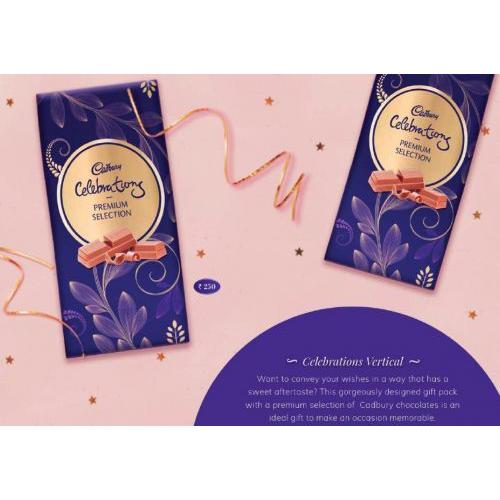 Cadbury
Celebrations
PREMIUM
SELECTION
Cadbury
Celebrations
PREMIUM
SELECTION
₹ 250
Celebrations Vertical
Want to convey your wishes in a way that has a
sweet aftertaste? This gorgeously designed gift pack
with a premium selection of Cadbury chocolates is an
ideal gift to make an occasion memorable.